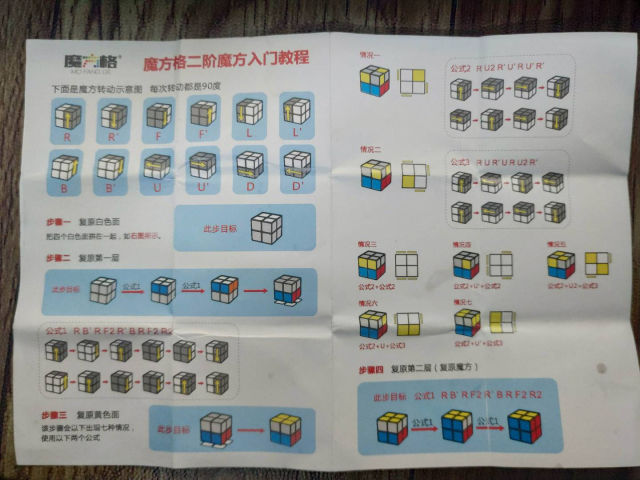 魔方格
MO FANG GE
魔方格二阶魔方入门教程
下面是魔方转动示意图 每次转动都是90度
R R' F F' L L'
B B' U U' D D'
步骤一 复原白色面
把四个白色面拼在一起，如右图所示。
此步目标
步骤二 复原第一层
此步目标 公式1 公式1
公式1 R B' R F2 R' B R F2 R2
步骤三 复原黄色面
该步骤会以下出现七种情况，
使用以下两个公式
此步目标
情况一
公式2 R U2 R' U' R U' R'
情况二
公式3 R U R' U R U2 R'
情况三 情况四 情况五
公式2+公式2 公式2+U'+公式2 公式2+U2+公式3
情况六 情况七
公式2+U+公式3 公式2+U'+公式3
步骤四 复原第二层（复原魔方）
此步目标 公式1 R B' R F2 R' B R F2 R2
公式1 公式1